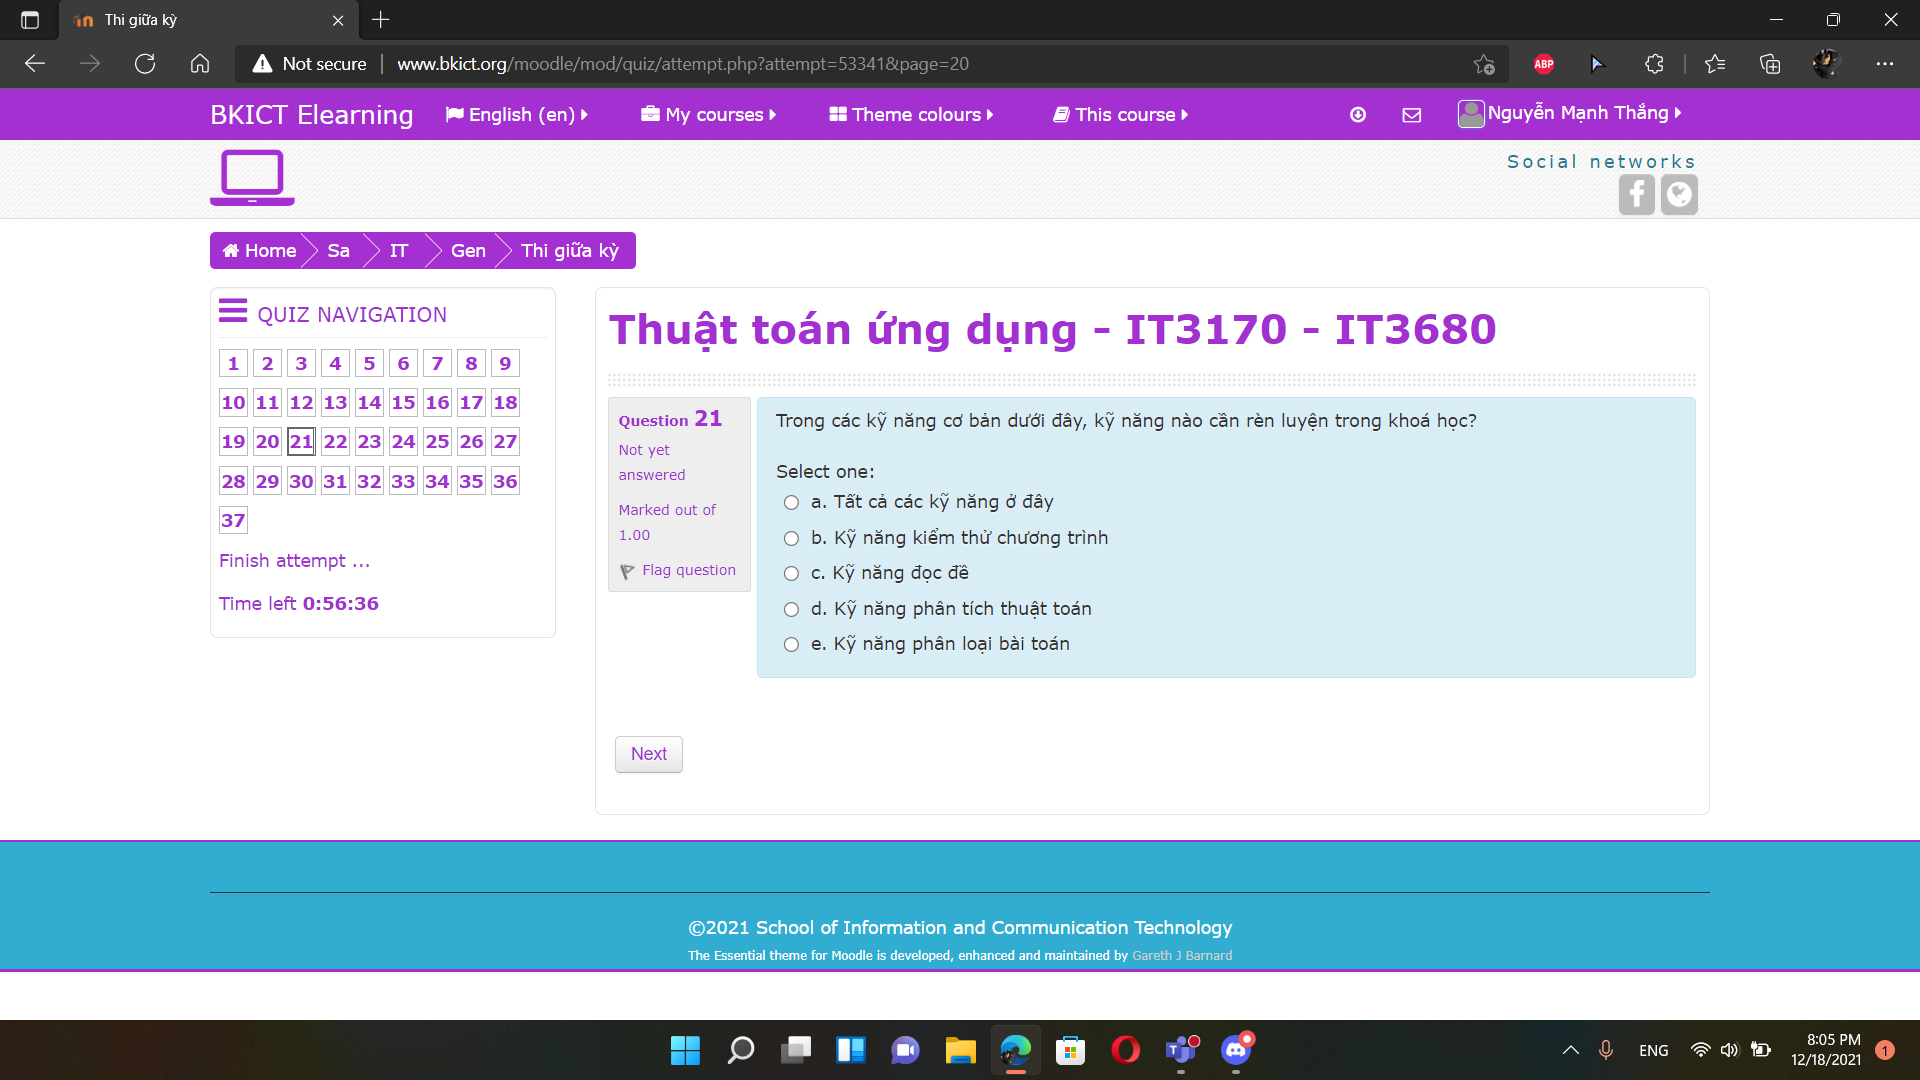 Thi giữa kỳ
Not secure
www.bkict.org/moodle/mod/quiz/attempt.php?attempt=53341&page=20
ABP
BKICT Elearning
English (en)
My courses
Theme colours
This course
Nguyễn Mạnh Thắng
Social networks
Home
Sa
IT
Gen
Thi giữa kỳ
QUIZ NAVIGATION
1 2 3 4 5 6 7 8 9
10 11 12 13 14 15 16 17 18
19 20 21 22 23 24 25 26 27
28 29 30 31 32 33 34 35 36
37
Finish attempt ...
Time left 0:56:36
Thuật toán ứng dụng - IT3170 - IT3680
Question 21
Not yet
answered
Marked out of
1.00
Flag question
Trong các kỹ năng cơ bản dưới đây, kỹ năng nào cần rèn luyện trong khoá học?
Select one:
a. Tất cả các kỹ năng ở đây
b. Kỹ năng kiểm thử chương trình
c. Kỹ năng đọc đề
d. Kỹ năng phân tích thuật toán
e. Kỹ năng phân loại bài toán
Next
©2021 School of Information and Communication Technology
The Essential theme for Moodle is developed, enhanced and maintained by Gareth J Barnard
ENG
8:05 PM
12/18/2021
1